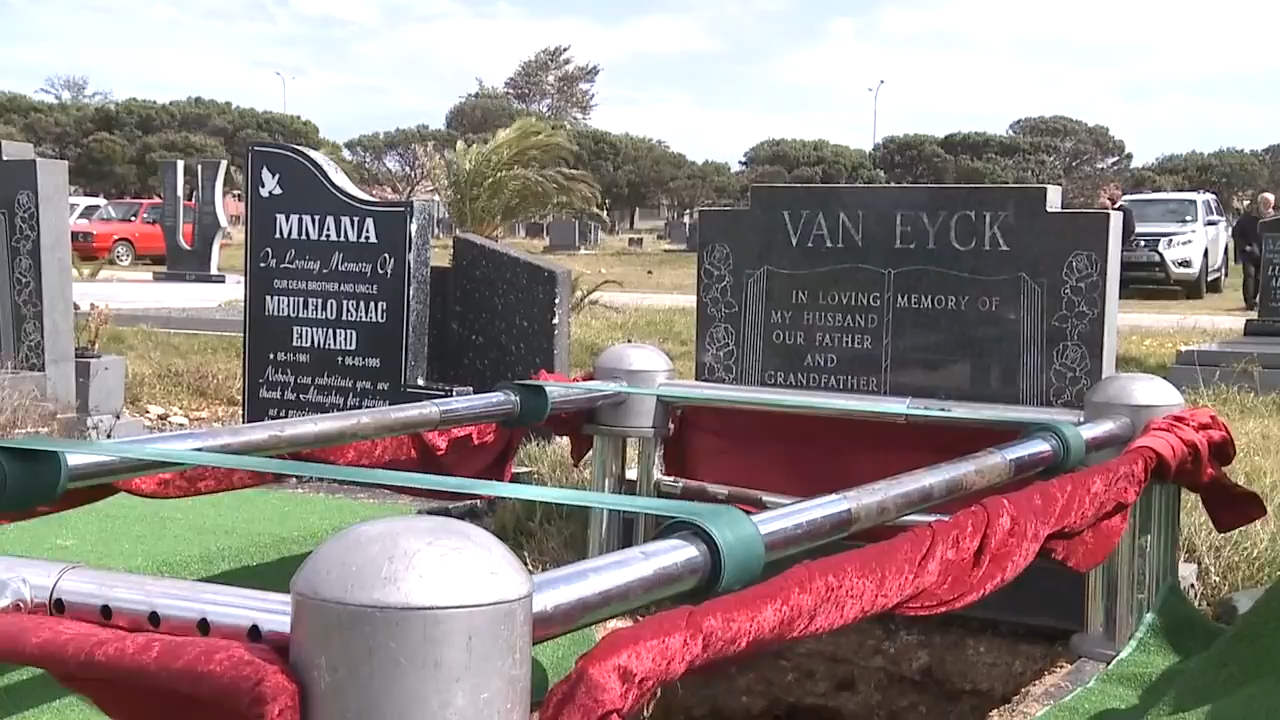 MNANA
In Loving Memory Of
OUR DEAR BROTHER AND UNCLE
MBULELO ISAAC
EDWARD
★ 05-11-1961 ✝ 06-03-1995
Nobody can substitute you, we
thank the Almighty for giving
us a precious
VAN EYCK
IN LOVING MEMORY OF
MY HUSBAND
OUR FATHER
AND
GRANDFATHER